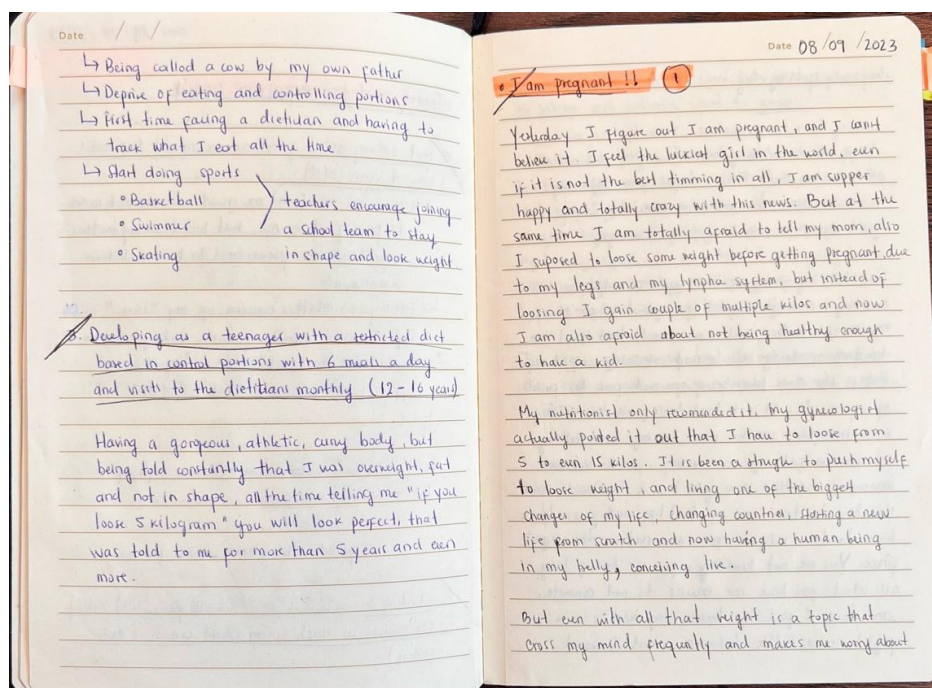 Date / /
↳ Being called a cow by my own father
↳ Deprive of eating and controlling portions
↳ First time facing a dietitian and having to
track what I eat all the time
↳ Start doing sports
° Basketball
° Swimmer
° Skating
teachers encourage joining
a school team to stay
in shape and look weight
3. Developing as a teenager with a restricted diet
based in control portions with 6 meals a day
and visits to the dietitians monthly (12 - 16 years)
Having a gorgeous, athletic, curvy body, but
being told constantly that I was overweight, fat
and not in shape, all the time telling me "if you
loose 5 kilogram" you will look perfect, that
was told to me for more than 5 years and even
more.
Date 08/09/2023
• I am pregnant !! 1
Yesterday I figure out I am pregnant, and I can't
believe it. I feel the luckiest girl in the world, even
if it is not the best timming in all, I am supper
happy and totally crazy with this news. But at the
same time I am totally afraid to tell my mom, also
I suposed to loose some weight before getting pregnant, due
to my legs and my lynpha system, but instead of
loosing I gain couple of multiple kilos and now
I am also afraid about not being healthy enough
to have a kid.
My nutritionist only recomended it, my gynecologist
actually poited it out that I have to loose from
5 to even 15 kilos. It is been a strugle to push myself
to loose weight, and living one of the biggest
changes of my life, changing countries, starting a new
life from scratch and now having a human being
in my belly, conceiving live.
But even with all that weight is a topic that
cross my mind frequently and makes me worry about